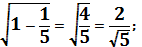 √(1 − 1/5) = √(4/5) = 2/√5;